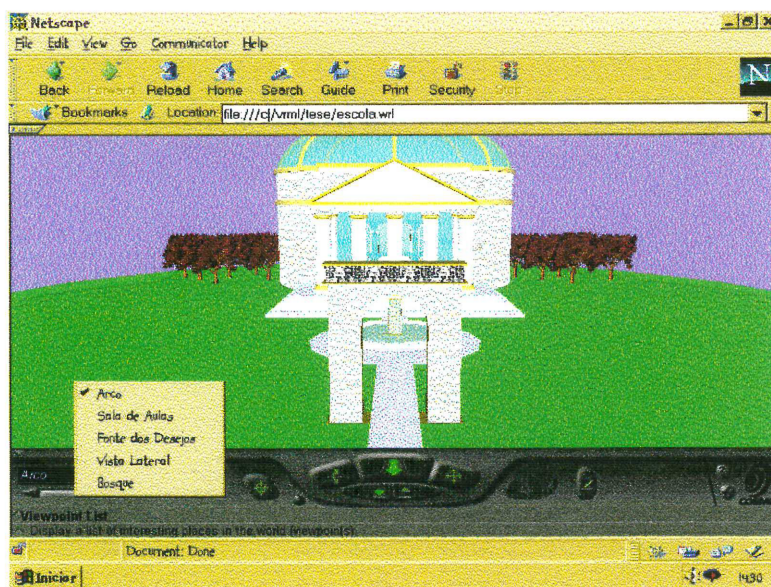 Netscape
File Edit View Go Communicator Help
Back Forward Reload Home Search Guide Print Security Stop
N
Bookmarks Location: file:///c|/vrml/tese/escola.wrl
Arco
Sala de Aulas
Fonte dos Desejos
Vista Lateral
Bosque
Arco
Viewpoint List
Display a list of interesting places in the world (viewpoints).
Document: Done
Iniciar 14:30